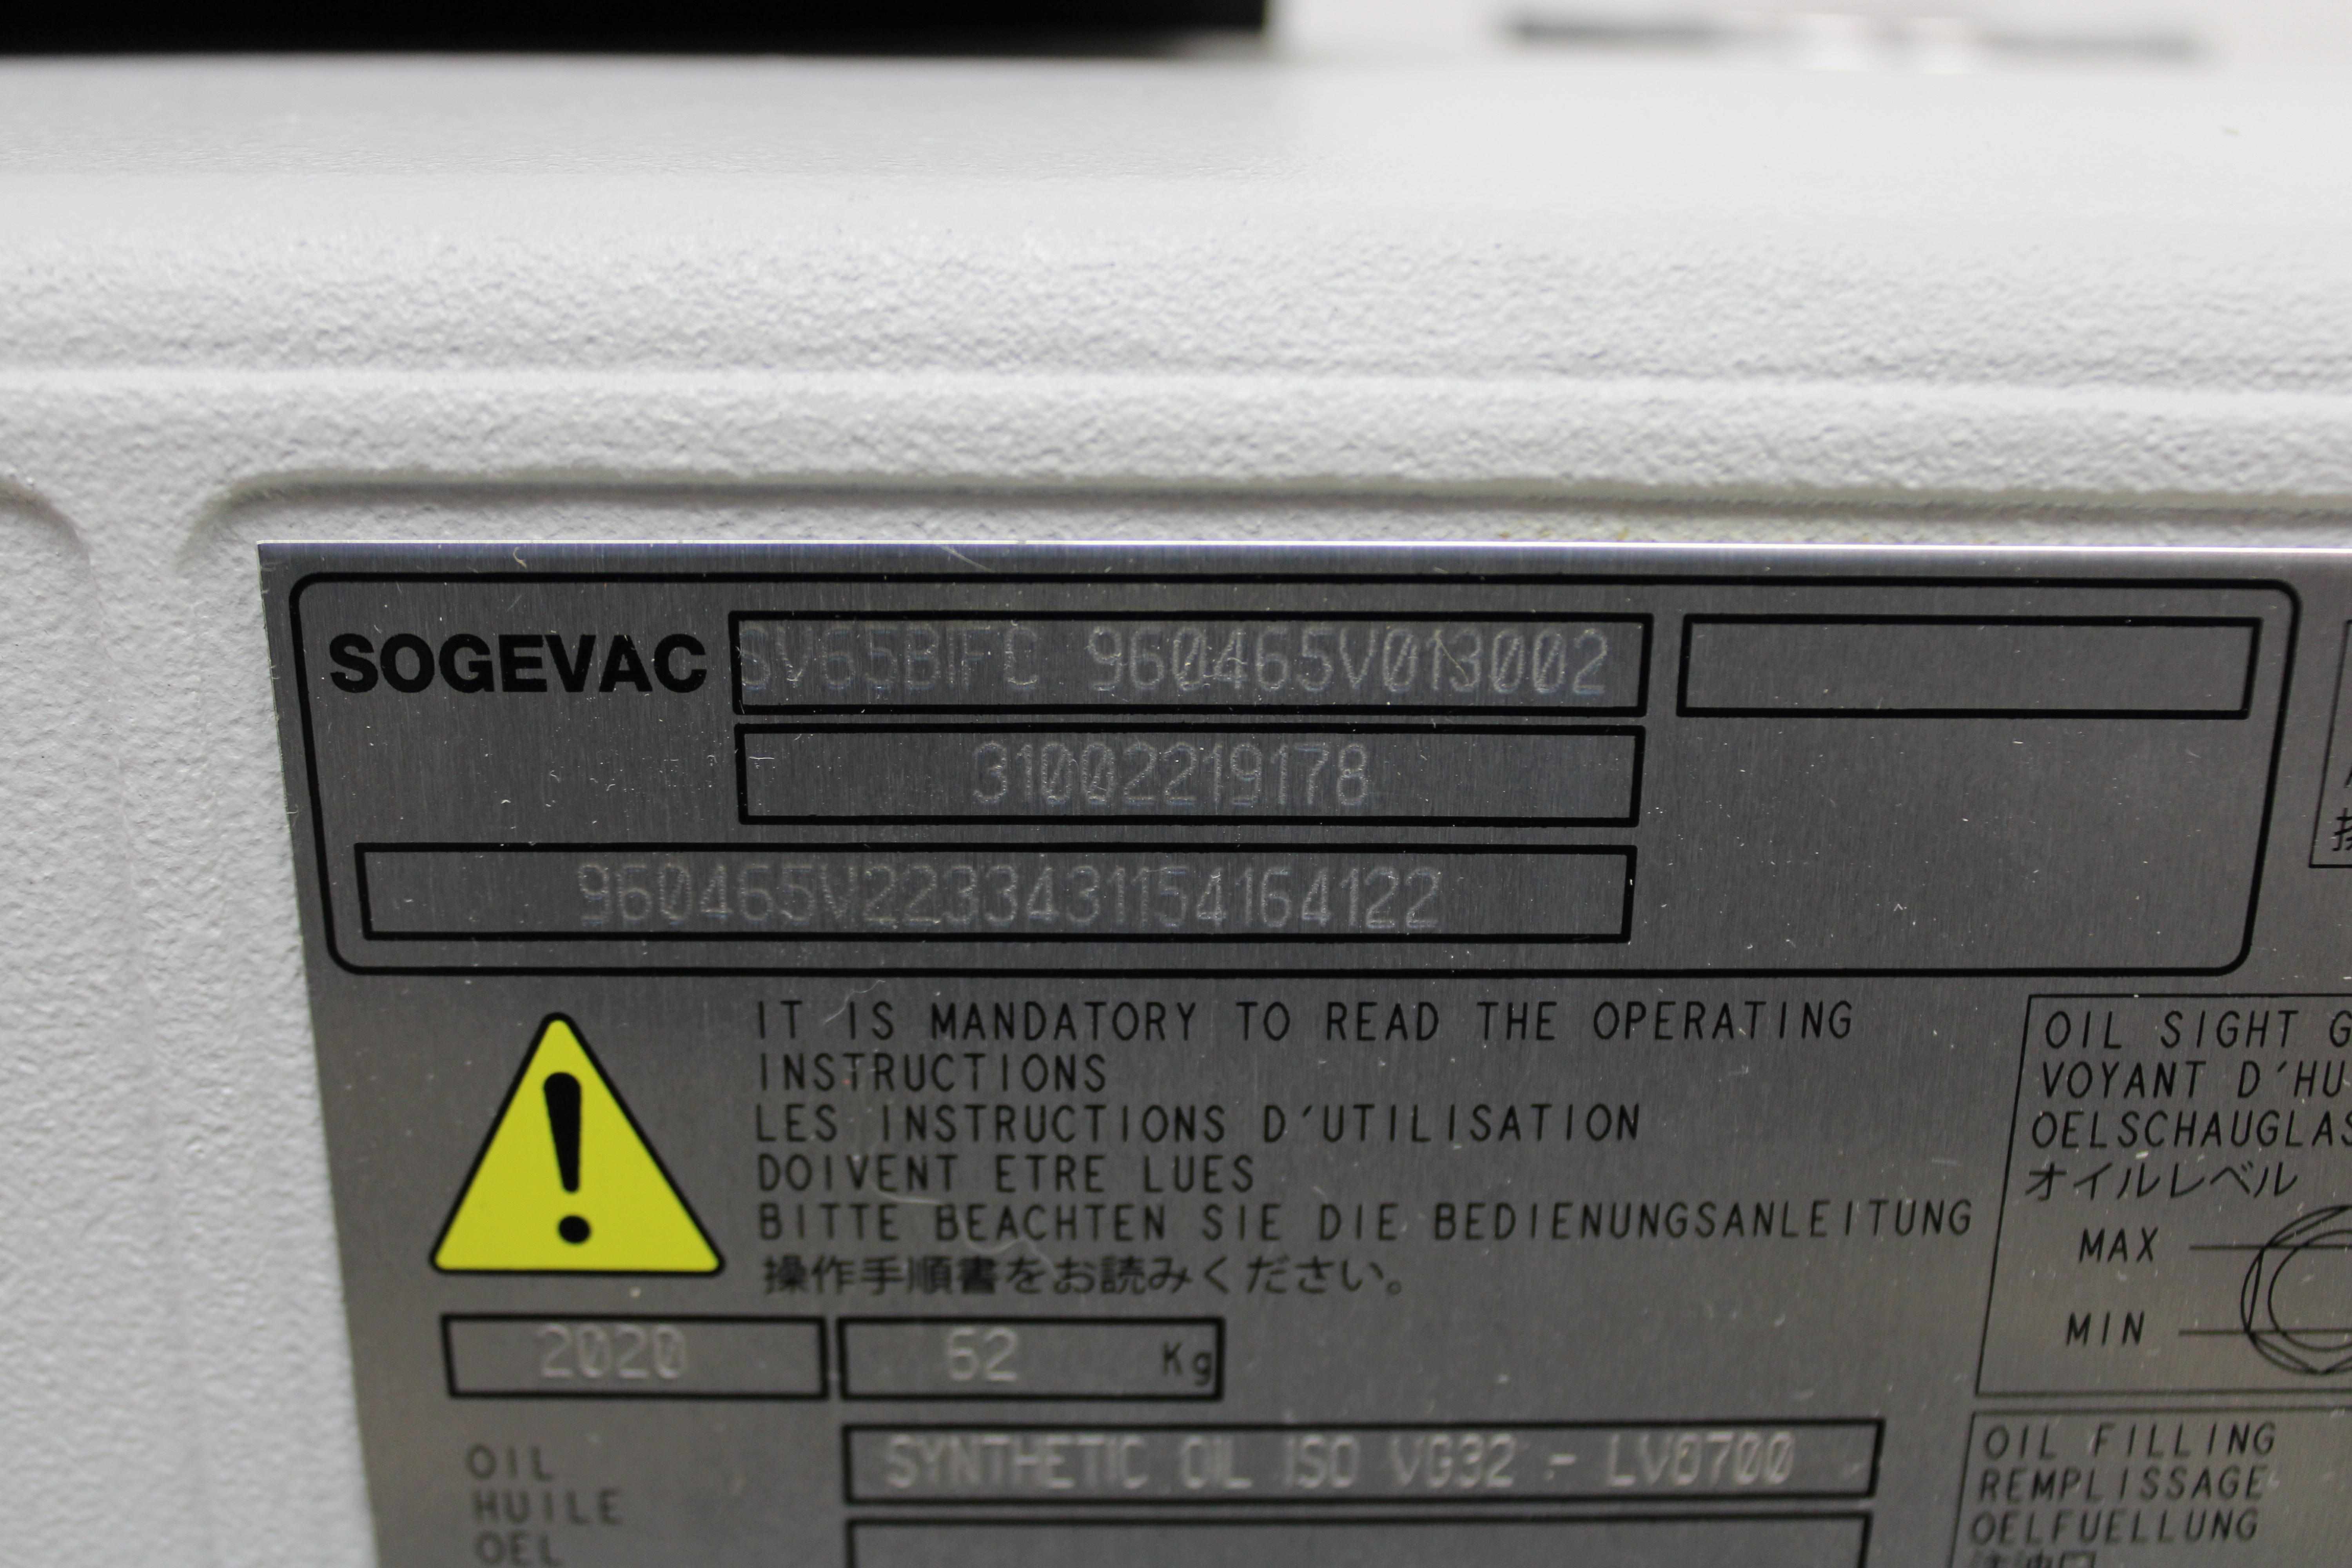 SOGEVAC SV65BIFC 960465V013002
31002219178
960465V2233431154164122
IT IS MANDATORY TO READ THE OPERATING
INSTRUCTIONS
LES INSTRUCTIONS D'UTILISATION
DOIVENT ETRE LUES
BITTE BEACHTEN SIE DIE BEDIENUNGSANLEITUNG
操作手順書をお読みください。
2020 62 Kg
OIL
HUILE
OEL
SYNTHETIC OIL ISO VG32 - LVO700
OIL SIGHT G
VOYANT D'HU
OELSCHAUGLAS
オイルレベル
MAX
MIN
OIL FILLING
REMPLISSAGE
OELFUELLUNG